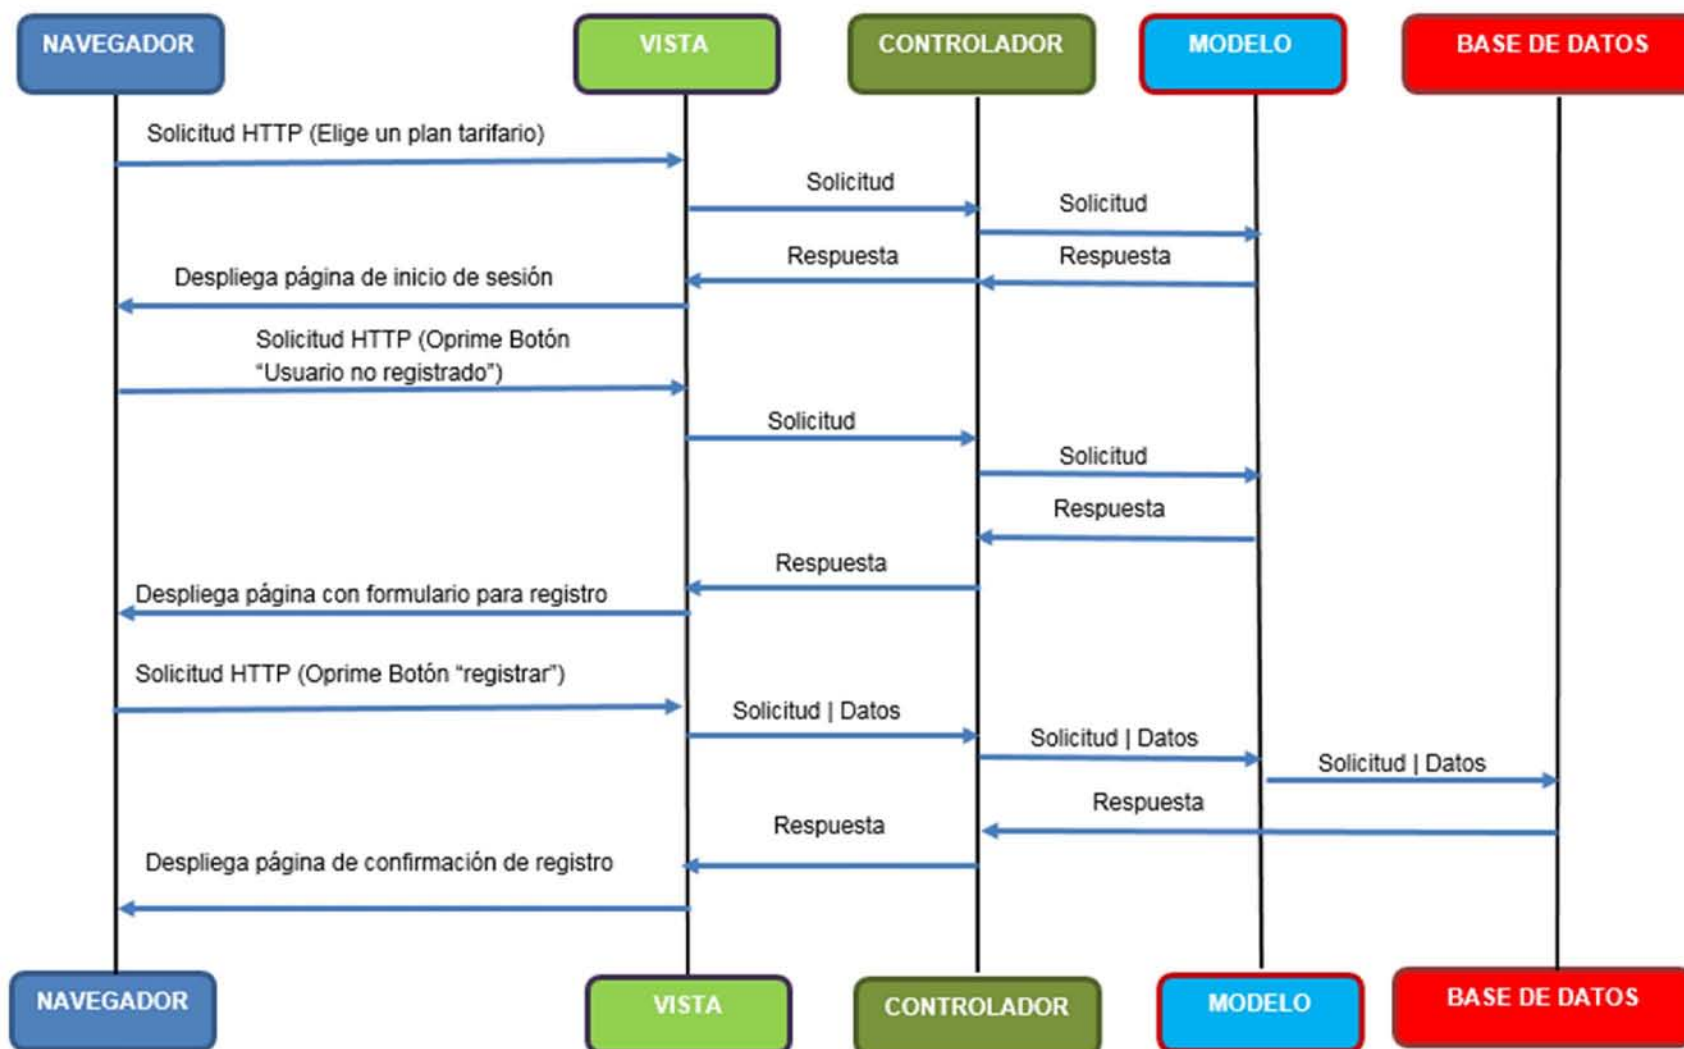 NAVEGADOR
VISTA
CONTROLADOR
MODELO
BASE DE DATOS
Solicitud HTTP (Elige un plan tarifario)
Solicitud
Solicitud
Respuesta
Respuesta
Despliega página de inicio de sesión
Solicitud HTTP (Oprime Botón
“Usuario no registrado”)
Solicitud
Solicitud
Respuesta
Respuesta
Despliega página con formulario para registro
Solicitud HTTP (Oprime Botón “registrar”)
Solicitud | Datos
Solicitud | Datos
Solicitud | Datos
Respuesta
Respuesta
Despliega página de confirmación de registro
NAVEGADOR
VISTA
CONTROLADOR
MODELO
BASE DE DATOS